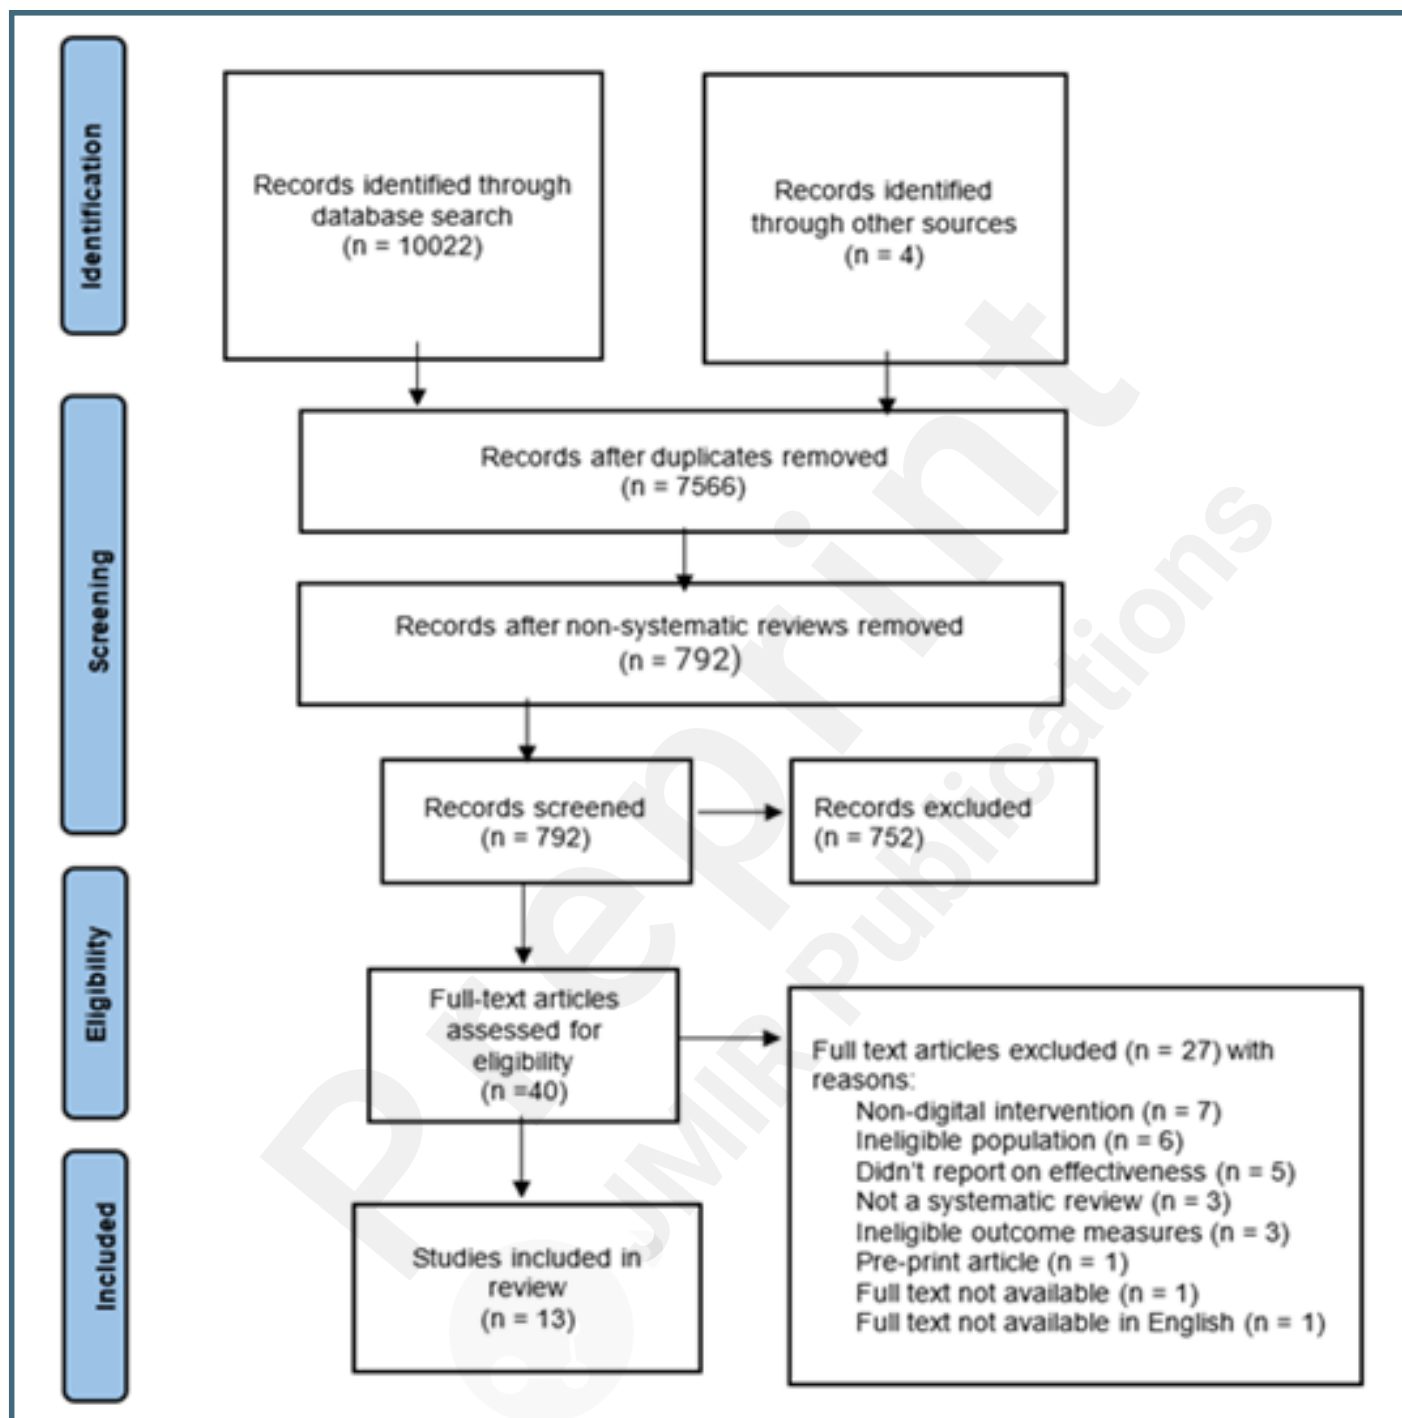 Identification
Records identified through
database search
(n = 10022)
Records identified
through other sources
(n = 4)
Screening
Records after duplicates removed
(n = 7566)
Records after non-systematic reviews removed
(n = 792)
Records screened
(n = 792)
Records excluded
(n = 752)
Eligibility
Full-text articles
assessed for
eligibility
(n =40)
Full text articles excluded (n = 27) with
reasons:
Non-digital intervention (n = 7)
Ineligible population (n = 6)
Didn't report on effectiveness (n = 5)
Not a systematic review (n = 3)
Ineligible outcome measures (n = 3)
Pre-print article (n = 1)
Full text not available (n = 1)
Full text not available in English (n = 1)
Included
Studies included in
review
(n = 13)
Preprint
JMIR Publications